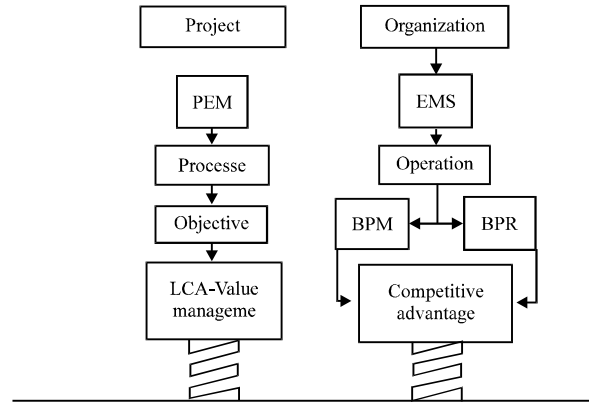 Project
PEM
Processe
Objective
LCA-Value
manageme
Organization
EMS
Operation
BPM
BPR
Competitive
advantage